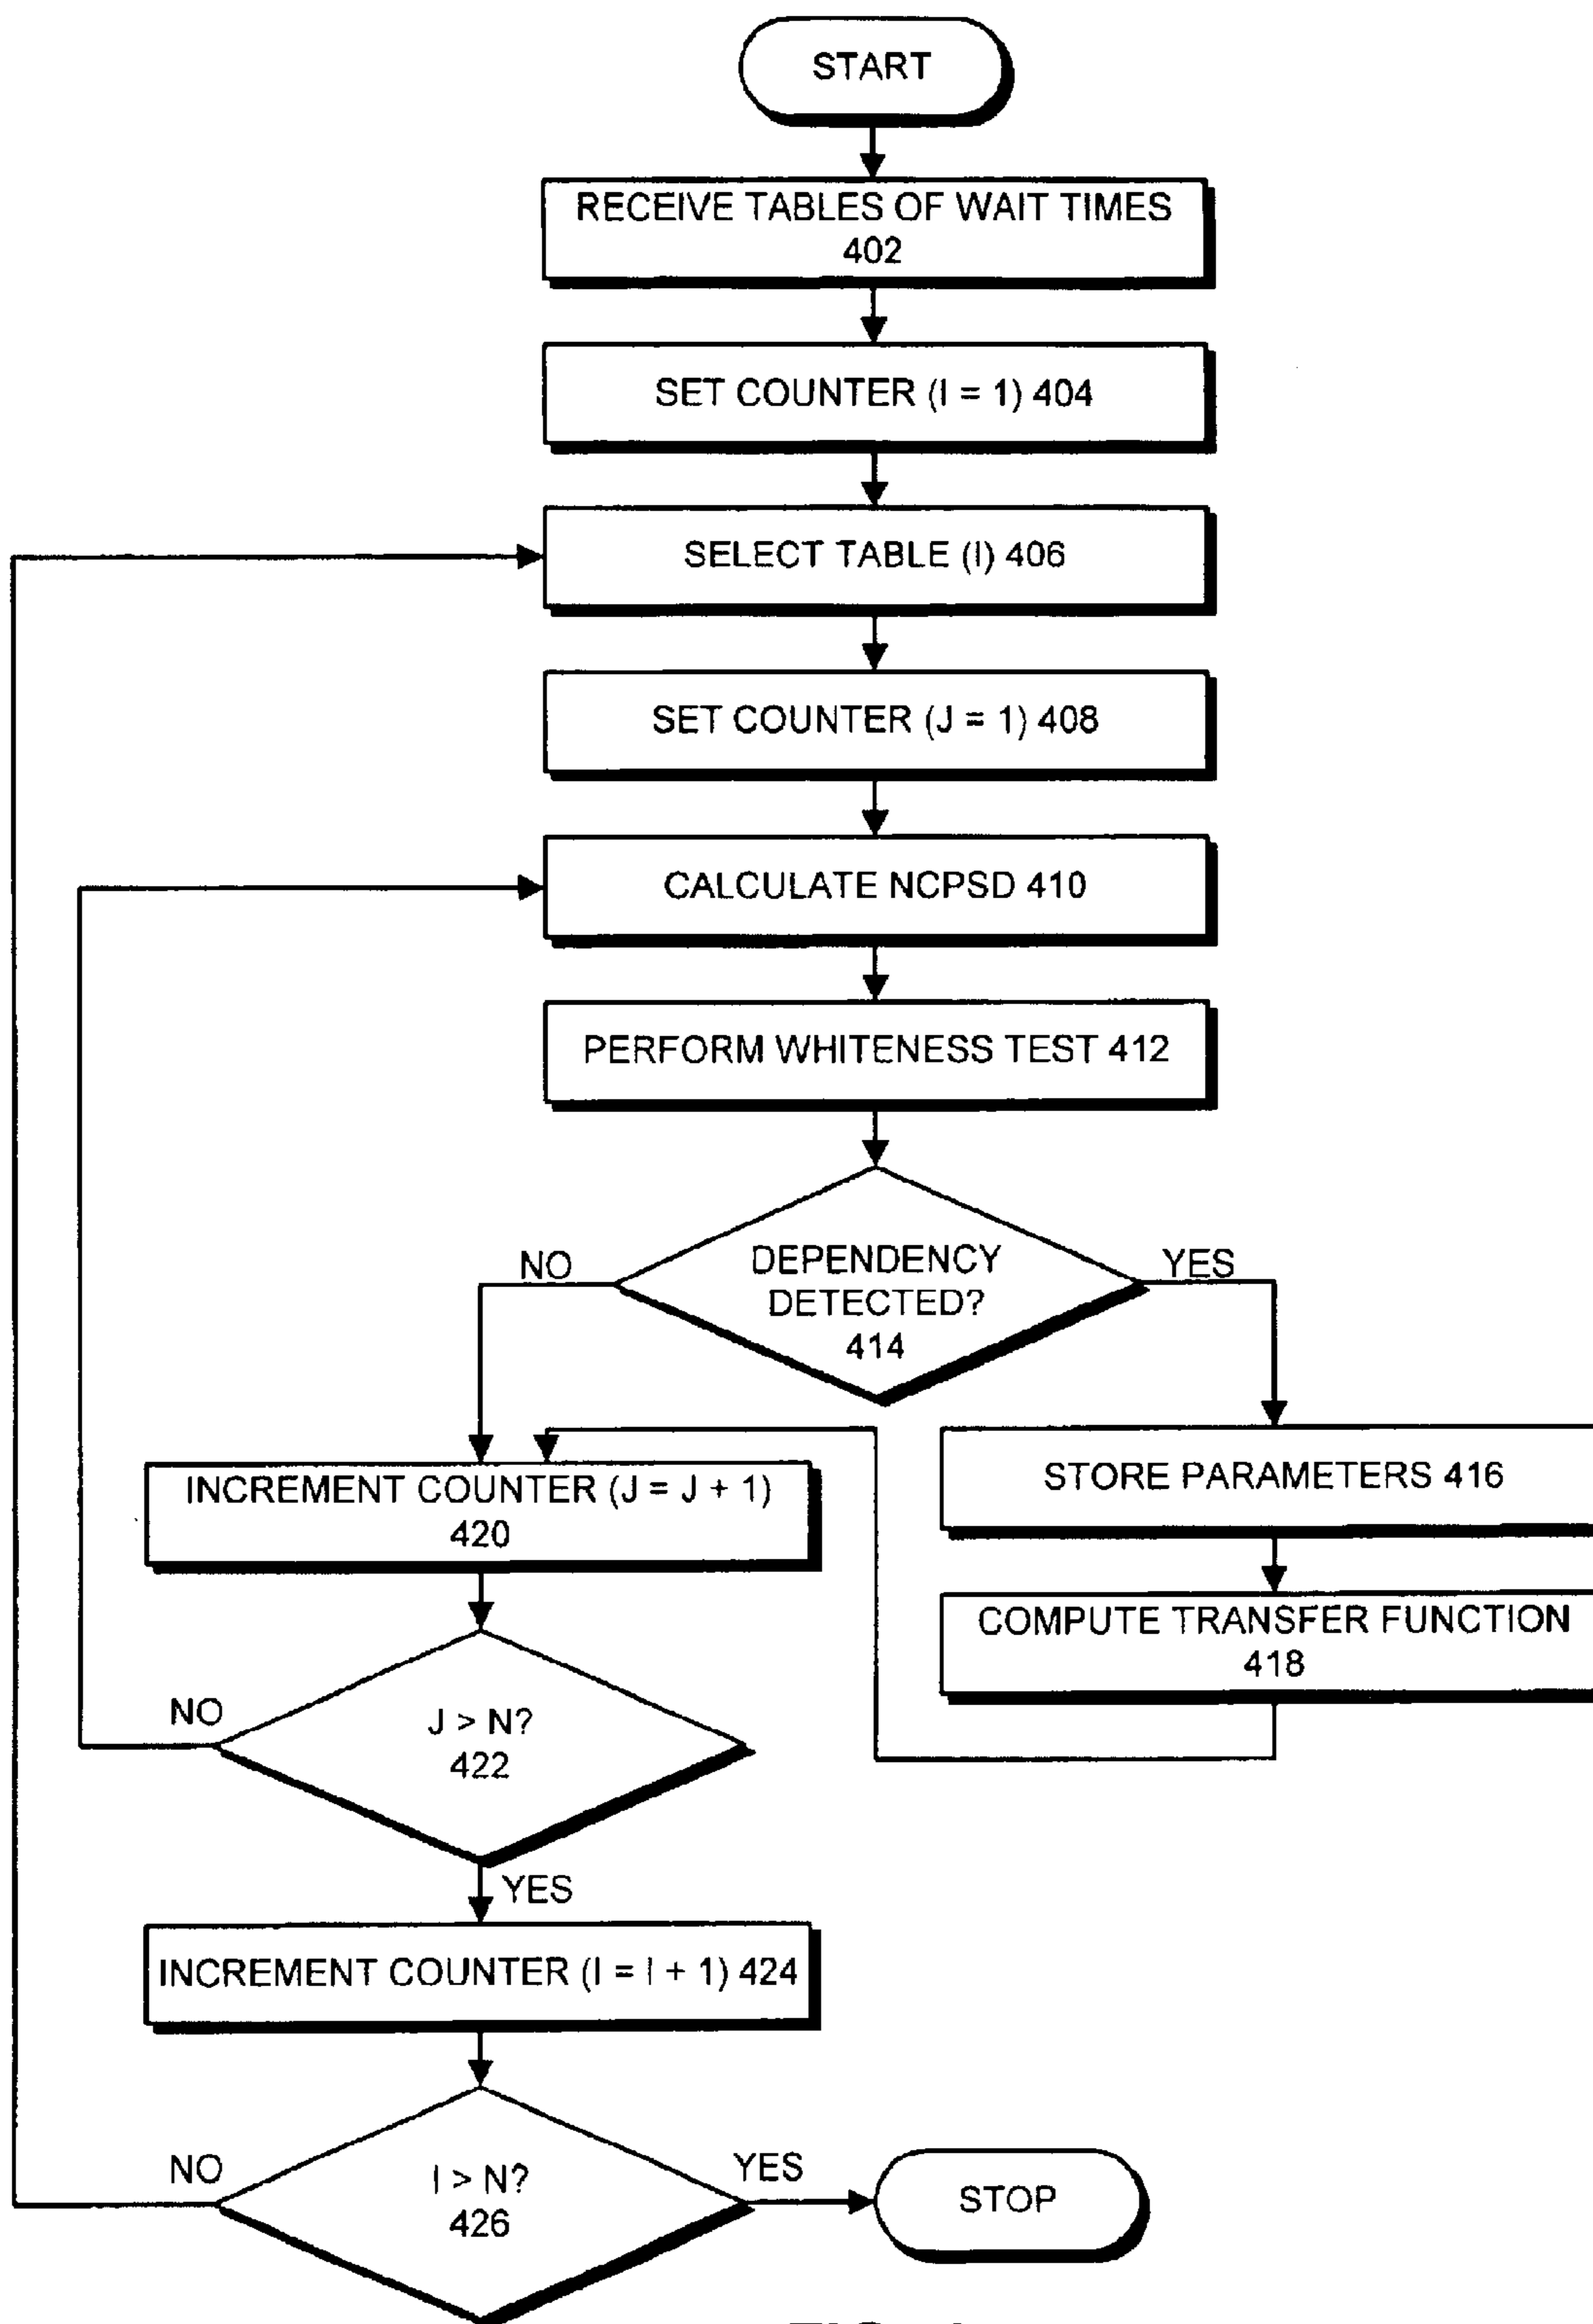 START
RECEIVE TABLES OF WAIT TIMES
402
SET COUNTER (I = 1) 404
SELECT TABLE (I) 406
SET COUNTER (J = 1) 408
CALCULATE NCPSD 410
PERFORM WHITENESS TEST 412
NO
DEPENDENCY
DETECTED?
414
YES
INCREMENT COUNTER (J = J + 1)
420
STORE PARAMETERS 416
COMPUTE TRANSFER FUNCTION
418
NO
J > N?
422
YES
INCREMENT COUNTER (I = I + 1) 424
NO
I > N?
426
YES
STOP